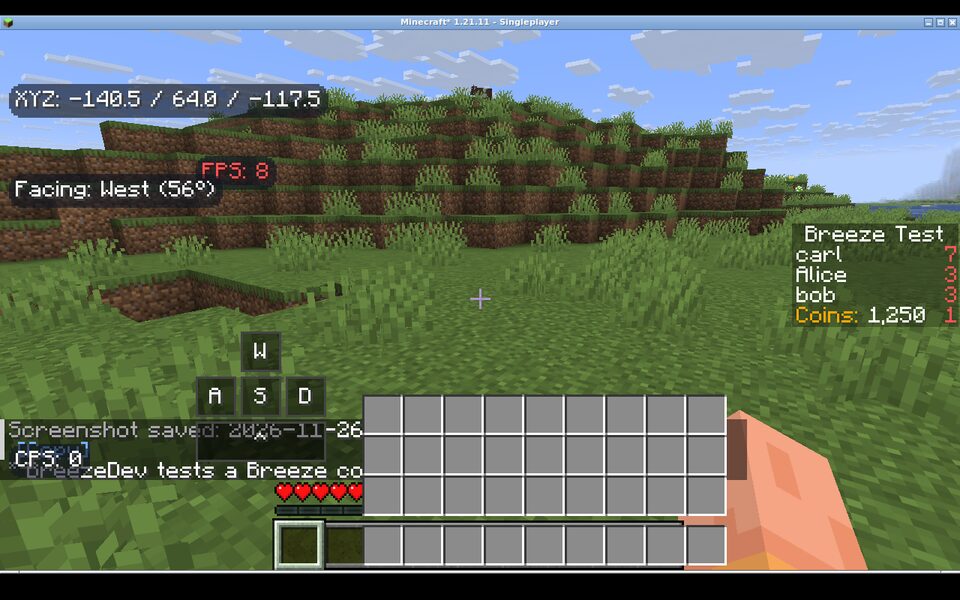 Minecraft* 1.21.11 - Singleplayer
XYZ: -140.5 / 64.0 / -117.5
FPS: 8
Facing: West (56°)
Breeze Test
carl 7
Alice 3
bob 3
Coins: 1,250 1
W
A S D
Screenshot saved: 2026-11-26
CPS: 0
BreezeDev tests a Breeze co